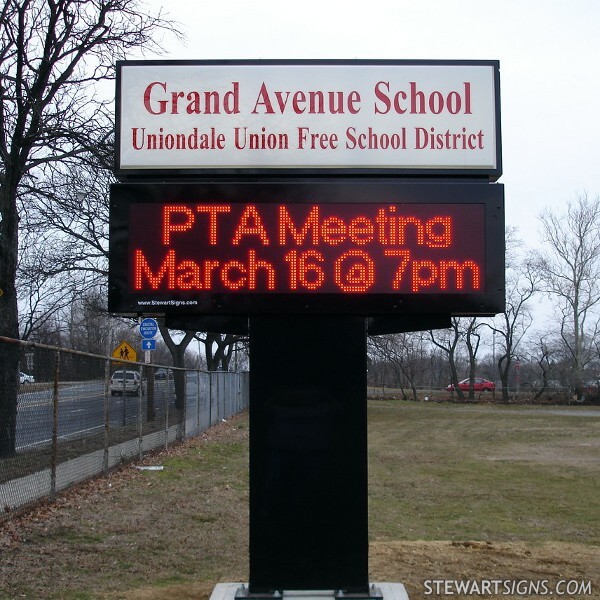 Grand Avenue School
Uniondale Union Free School District
PTA Meeting
March 16 @ 7pm
www.StewartSigns.com
STEWARTSIGNS.COM